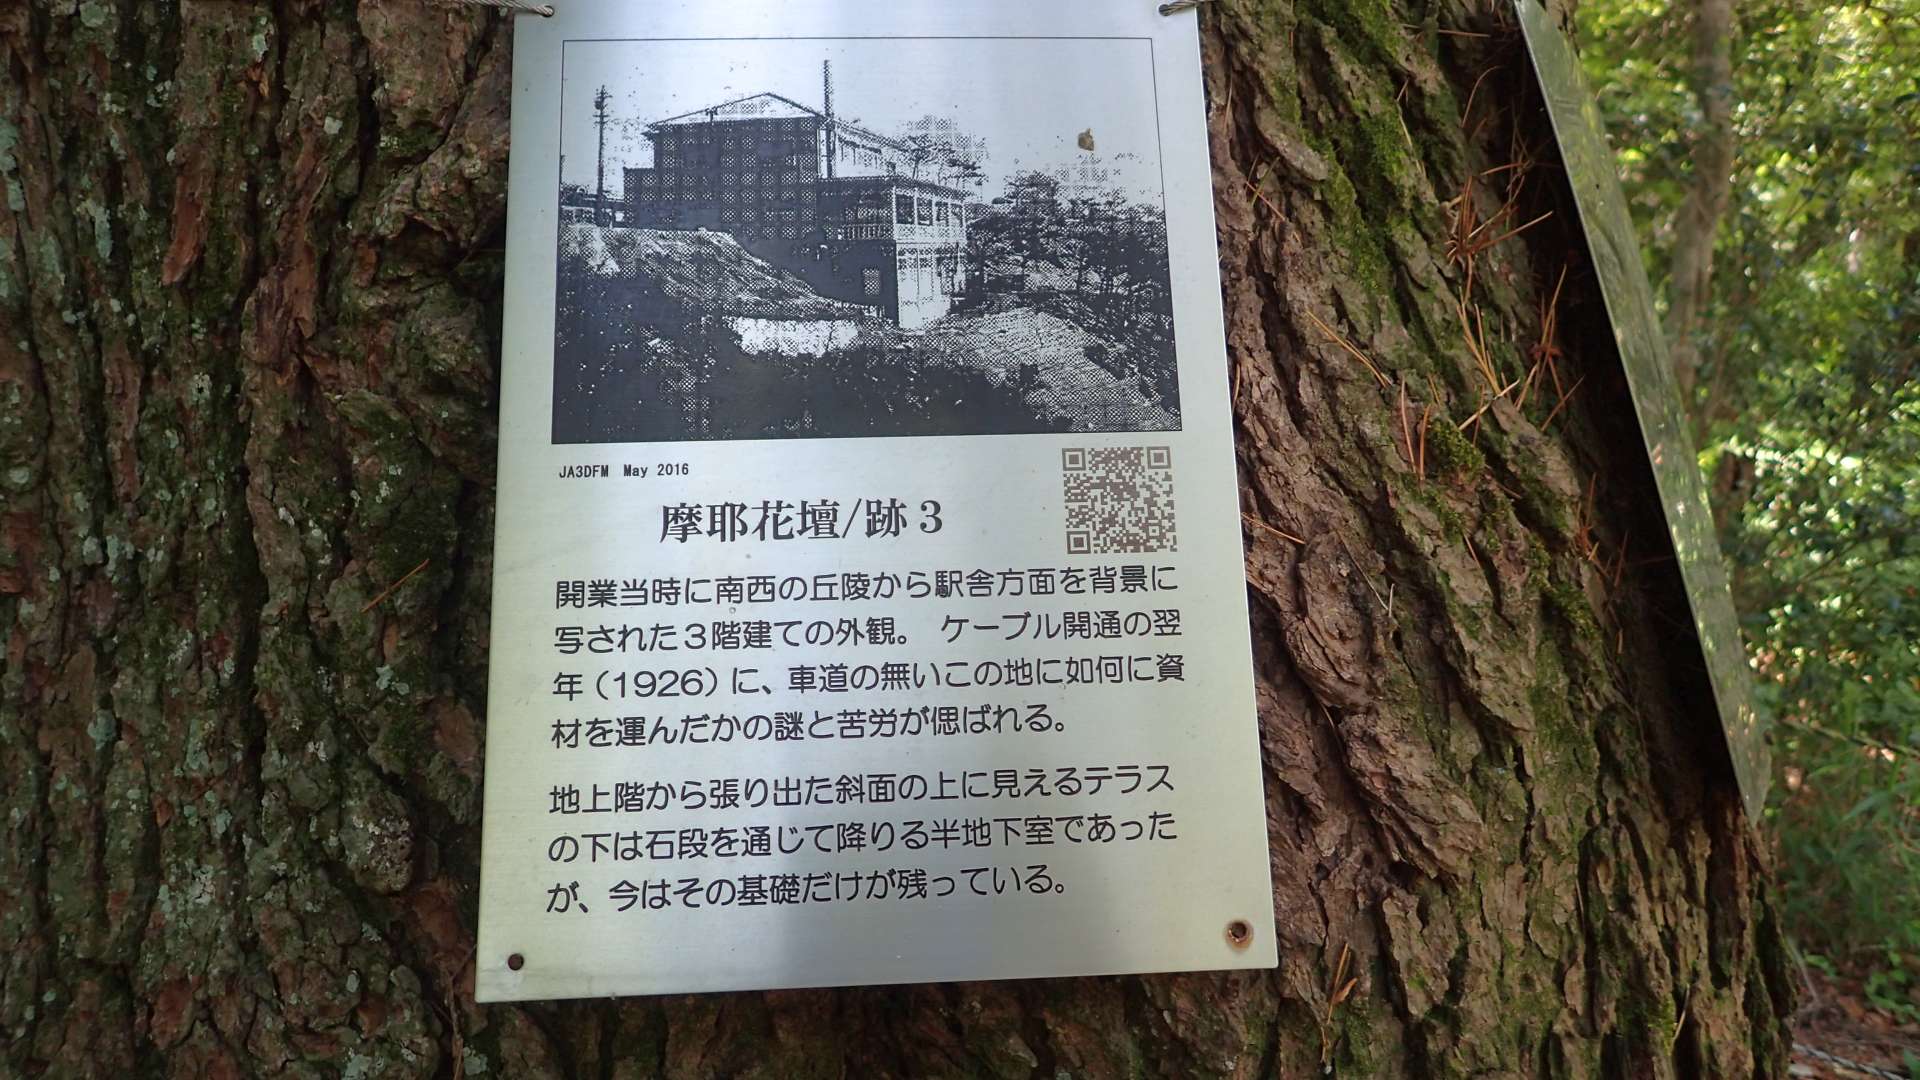 JA3DFM May 2016
摩耶花壇/跡３
開業当時に南西の丘陵から駅舎方面を背景に
写された３階建ての外観。 ケーブル開通の翌
年（1926）に、車道の無いこの地に如何に資
材を運んだかの謎と苦労が偲ばれる。
地上階から張り出た斜面の上に見えるテラス
の下は石段を通じて降りる半地下室であった
が、今はその基礎だけが残っている。